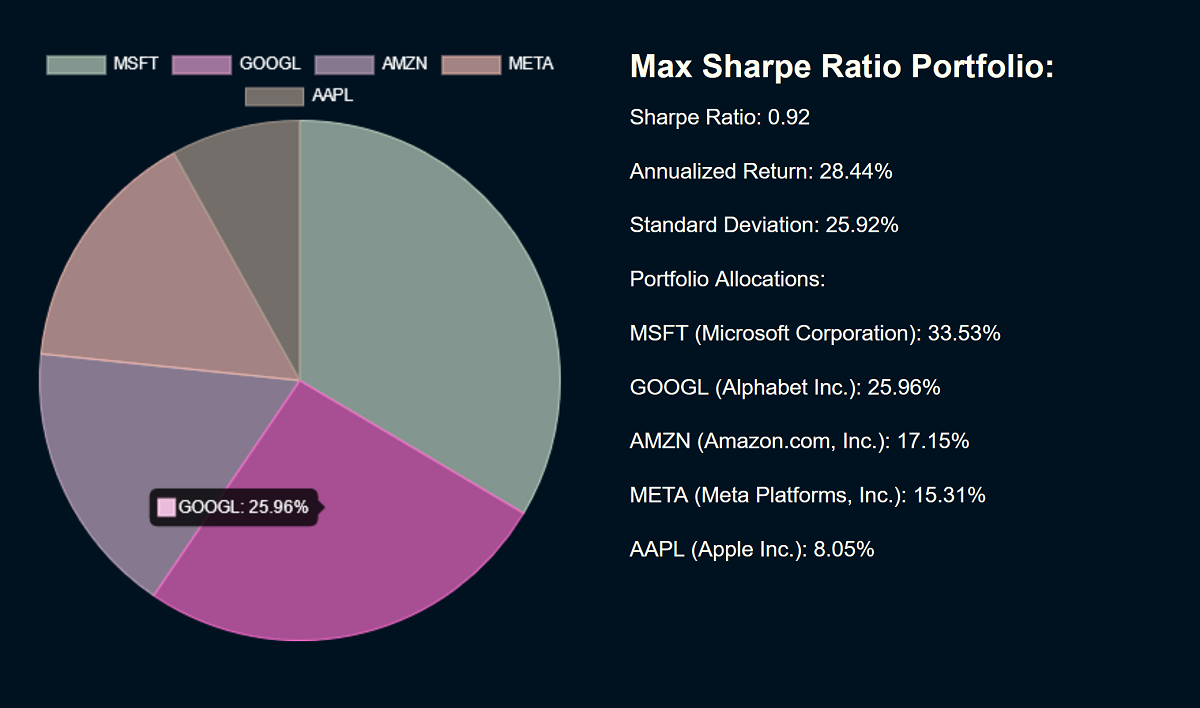 MSFT GOOGL AMZN META
AAPL
GOOGL: 25.96%
Max Sharpe Ratio Portfolio:
Sharpe Ratio: 0.92
Annualized Return: 28.44%
Standard Deviation: 25.92%
Portfolio Allocations:
MSFT (Microsoft Corporation): 33.53%
GOOGL (Alphabet Inc.): 25.96%
AMZN (Amazon.com, Inc.): 17.15%
META (Meta Platforms, Inc.): 15.31%
AAPL (Apple Inc.): 8.05%